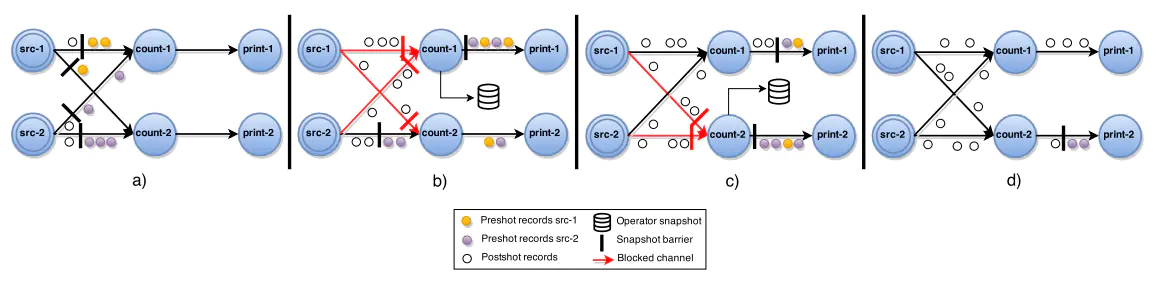 src-1 count-1 print-1
src-2 count-2 print-2
a)
src-1 count-1 print-1
src-2 count-2 print-2
b)
src-1 count-1 print-1
src-2 count-2 print-2
c)
src-1 count-1 print-1
src-2 count-2 print-2
d)
Preshot records src-1
Preshot records src-2
Postshot records
Operator snapshot
Snapshot barrier
Blocked channel